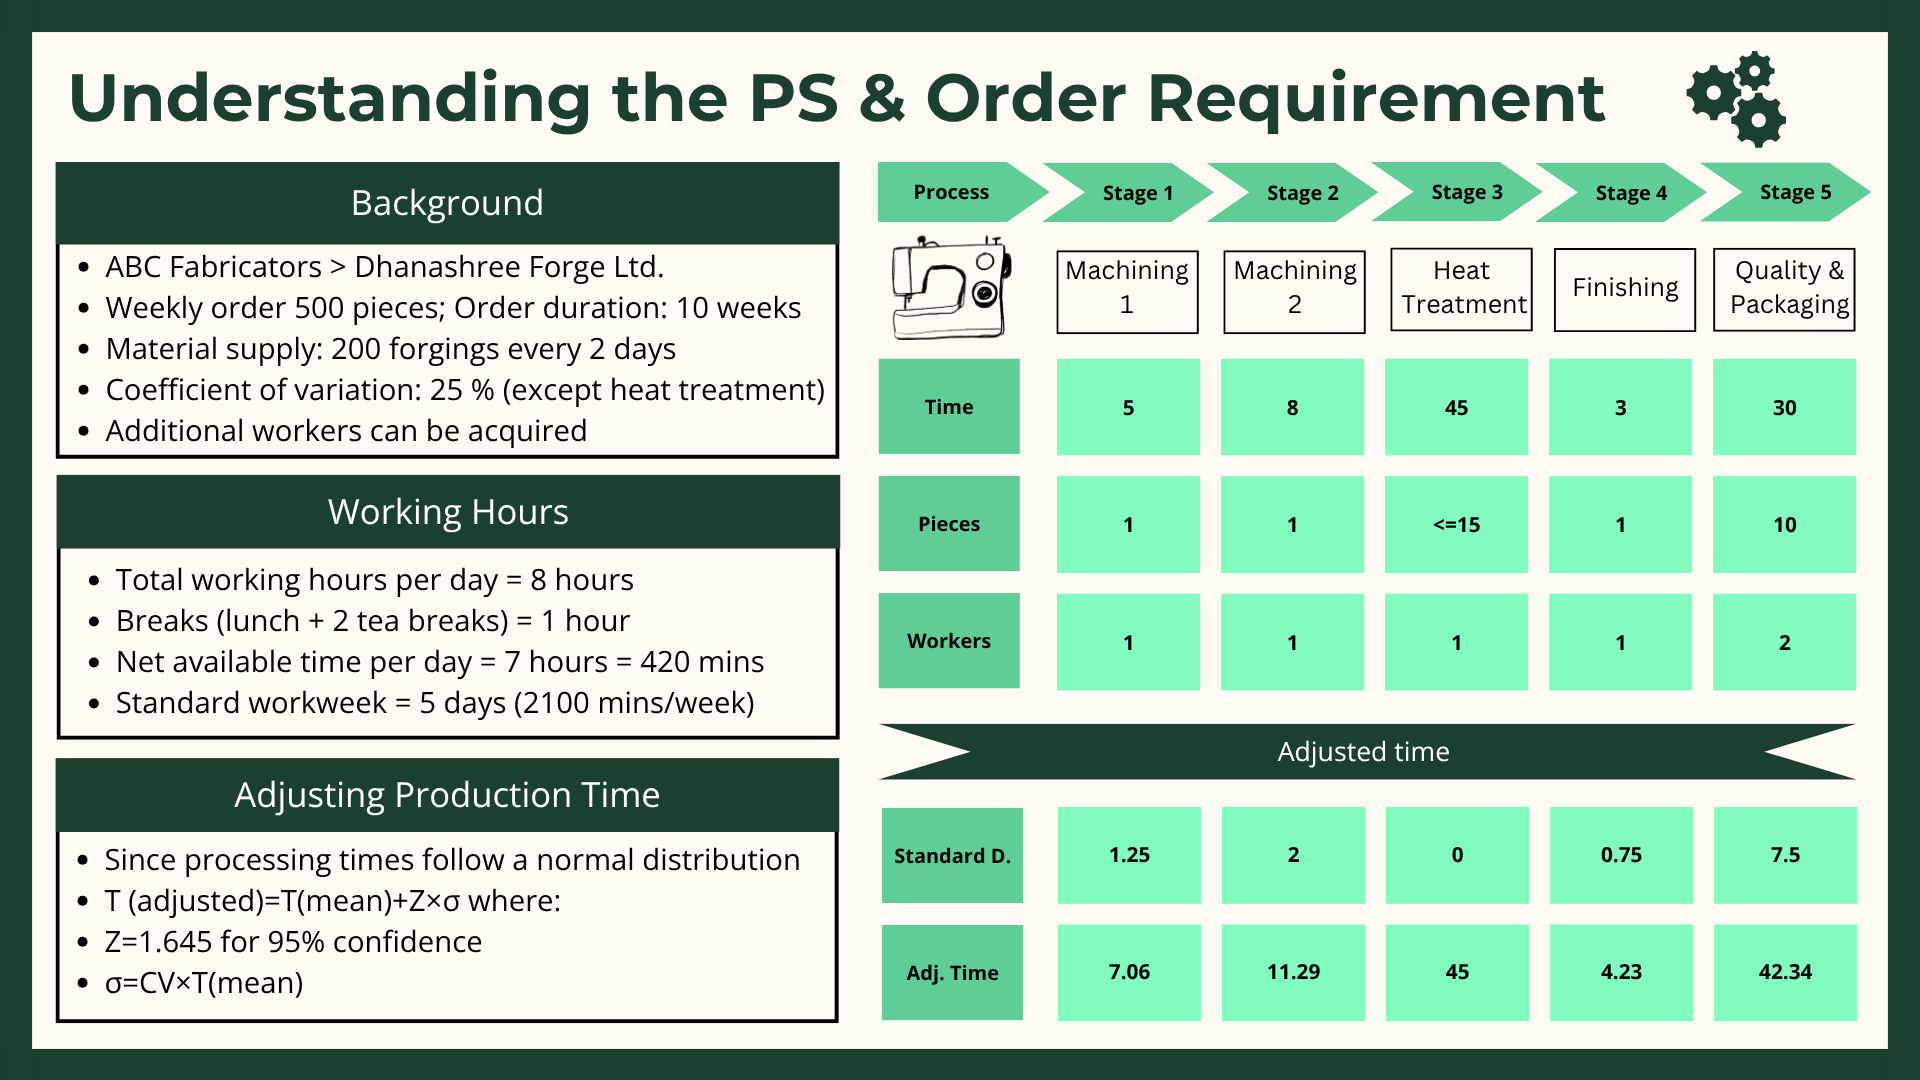 Understanding the PS & Order Requirement
Background
• ABC Fabricators > Dhanashree Forge Ltd.
• Weekly order 500 pieces; Order duration: 10 weeks
• Material supply: 200 forgings every 2 days
• Coefficient of variation: 25 % (except heat treatment)
• Additional workers can be acquired
Working Hours
• Total working hours per day = 8 hours
• Breaks (lunch + 2 tea breaks) = 1 hour
• Net available time per day = 7 hours = 420 mins
• Standard workweek = 5 days (2100 mins/week)
Adjusting Production Time
• Since processing times follow a normal distribution
• T (adjusted)=T(mean)+Z×σ where:
• Z=1.645 for 95% confidence
• σ=CV×T(mean)
Process Stage 1 Stage 2 Stage 3 Stage 4 Stage 5
Machining
1
Machining
2
Heat
Treatment
Finishing
Quality &
Packaging
Time 5 8 45 3 30
Pieces 1 1 <=15 1 10
Workers 1 1 1 1 2
Adjusted time
Standard D. 1.25 2 0 0.75 7.5
Adj. Time 7.06 11.29 45 4.23 42.34